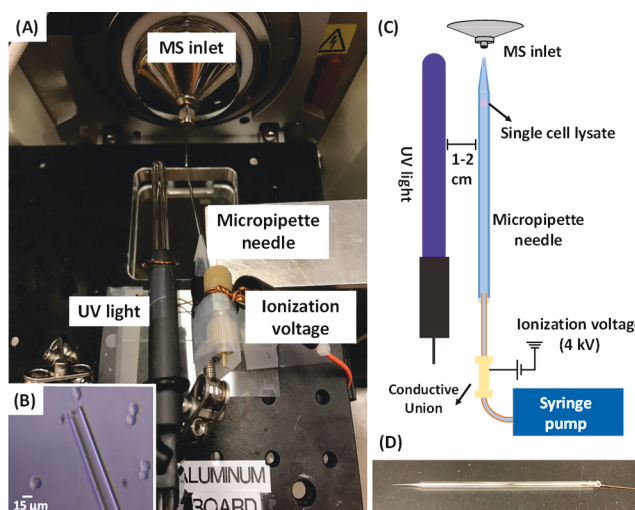 (A)
MS inlet
Micropipette
needle
UV light
Ionization
voltage
(B)
15 μm
ALUMINUM
BOARD
(C)
MS inlet
Single cell lysate
UV light
1-2
cm
Micropipette
needle
Ionization voltage
(4 kV)
Conductive
Union
Syringe
pump
(D)